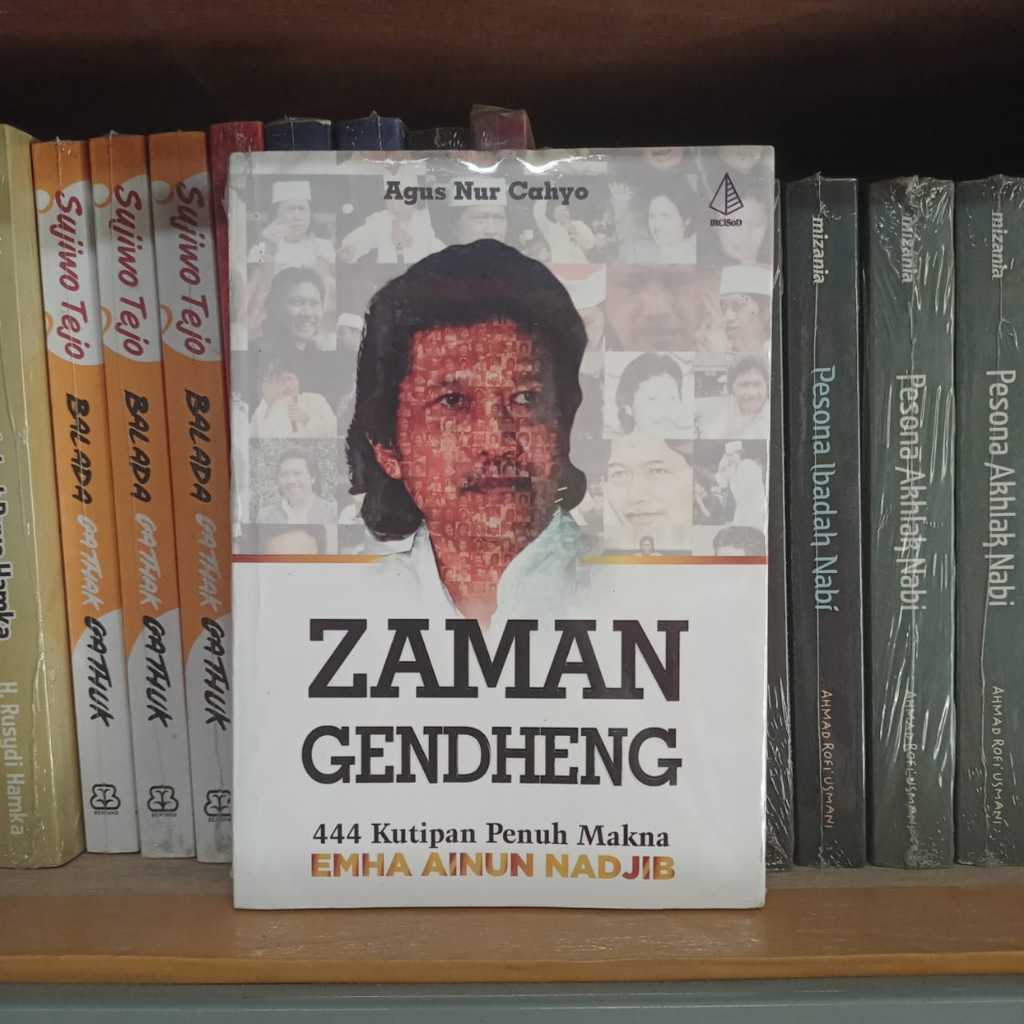 Agus Nur Cahyo
IRCiSoD
ZAMAN
GENDHENG
444 Kutipan Penuh Makna
EMHA AINUN NADJIB
H. Rusydi Hamka
Sujiwo Tejo BALADA GATHAK GATHUK
Sujiwo Tejo BALADA GATHAK GATHUK
Sujiwo Tejo BALADA GATHAK GATHUK
mizania Pesona Ibadah Nabi AHMAD ROFI' USMANI
mizania Pesona Akhlak Nabi AHMAD ROFI' USMANI
mizania Pesona Akhlak Nabi AHMAD ROFI' USMANI